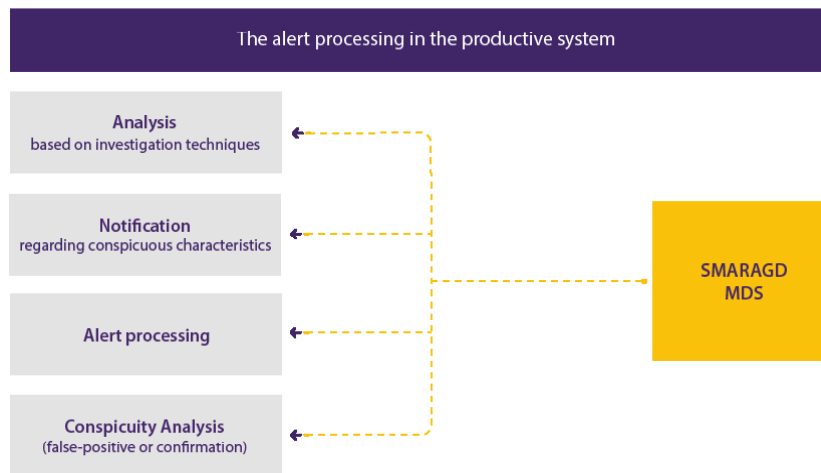 The alert processing in the productive system
Analysis
based on investigation techniques
Notification
regarding conspicuous characteristics
Alert processing
Conspicuity Analysis
(false-positive or confirmation)
SMARAGD
MDS